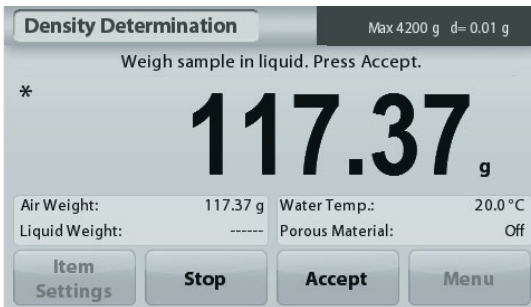 Density Determination
Max 4200 g d= 0.01 g
Weigh sample in liquid. Press Accept.
*
117.37 g
Air Weight: 117.37 g Water Temp.: 20.0 °C
Liquid Weight: ------ Porous Material: Off
Item Settings
Stop
Accept
Menu